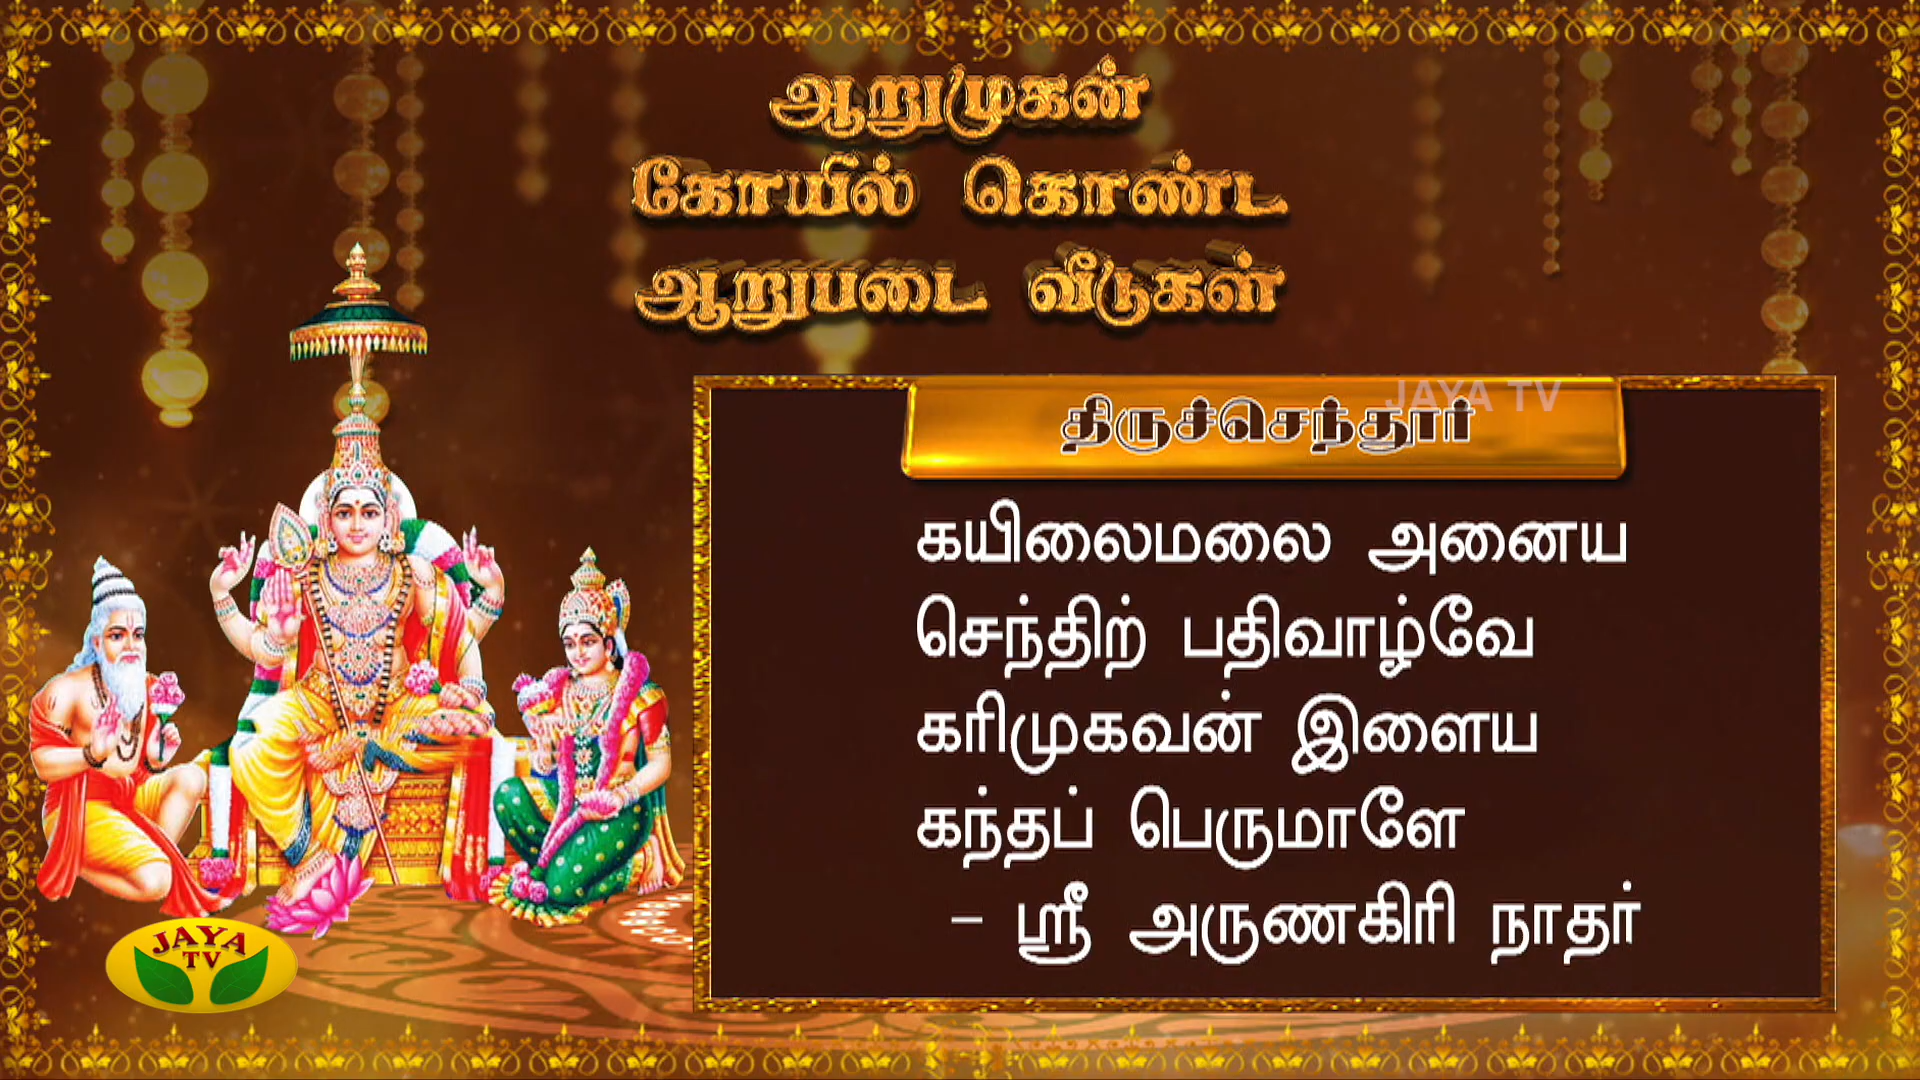 ஆறுமுகன்
கோயில் கொண்ட
ஆறுபடை வீடுகள்
JAYA TV
திருச்செந்தூர்
கயிலைமலை அனைய
செந்திற் பதிவாழ்வே
கரிமுகவன் இளைய
கந்தப் பெருமாளே
- ஸ்ரீ அருணகிரி நாதர்
JAYA
TV